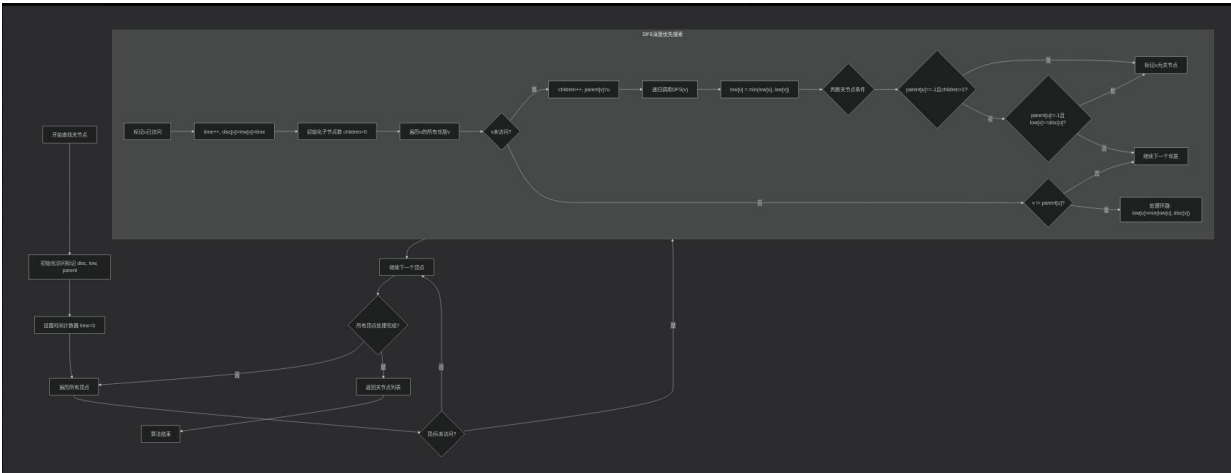 DFS深度优先搜索
标记u为关节点
children++, parent[v]=u
递归调用DFS(v)
low[u] = min(low[u], low[v])
判断关节点条件
parent[u]==-1且children>1?
parent[u]!=-1且
low[v]>=disc[u]?
开始查找关节点
标记u已访问
time++, disc[u]=low[u]=time
初始化子节点数 children=0
遍历u的所有邻居v
v未访问?
继续下一个邻居
v != parent[u]?
处理环路:
low[u]=min(low[u], disc[v])
初始化访问标记 disc, low,
parent
继续下一个顶点
设置时间计数器 time=0
所有顶点处理完成?
遍历所有顶点
返回关节点列表
算法结束
顶点i未访问?